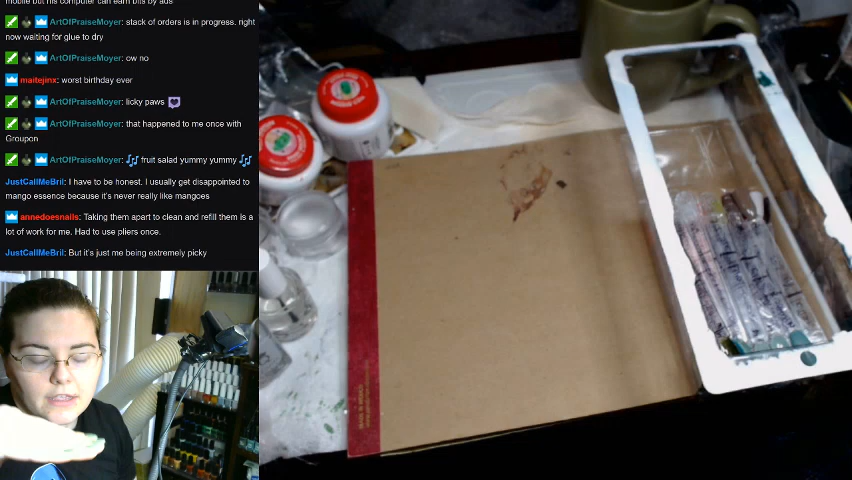 mobile but his computer can earn bits by ads
ArtOfPraiseMoyer: stack of orders is in progress. right
now waiting for glue to dry
ArtOfPraiseMoyer: ow no
maitejinx: worst birthday ever
ArtOfPraiseMoyer: licky paws
ArtOfPraiseMoyer: that happened to me once with
Groupon
ArtOfPraiseMoyer: 🎶 fruit salad yummy yummy 🎶
JustCallMeBril: I have to be honest. I usually get disappointed to
mango essence because it's never really like mangoes
annedoesnails: Taking them apart to clean and refill them is a
lot of work for me. Had to use pliers once.
JustCallMeBril: But it's just me being extremely picky